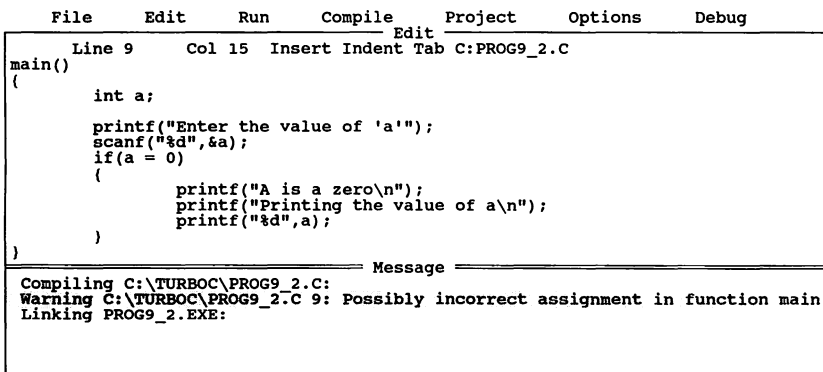 File Edit Run Compile Project Options Debug
Edit
Line 9 Col 15 Insert Indent Tab C:PROG9_2.C
main()
{
int a;
printf("Enter the value of 'a'");
scanf("%d",&a);
if(a = 0)
{
printf("A is a zero\n");
printf("Printing the value of a\n");
printf("%d",a);
}
}
Message
Compiling C:\TURBOC\PROG9_2.C:
Warning C:\TURBOC\PROG9_2.C 9: Possibly incorrect assignment in function main
Linking PROG9_2.EXE: